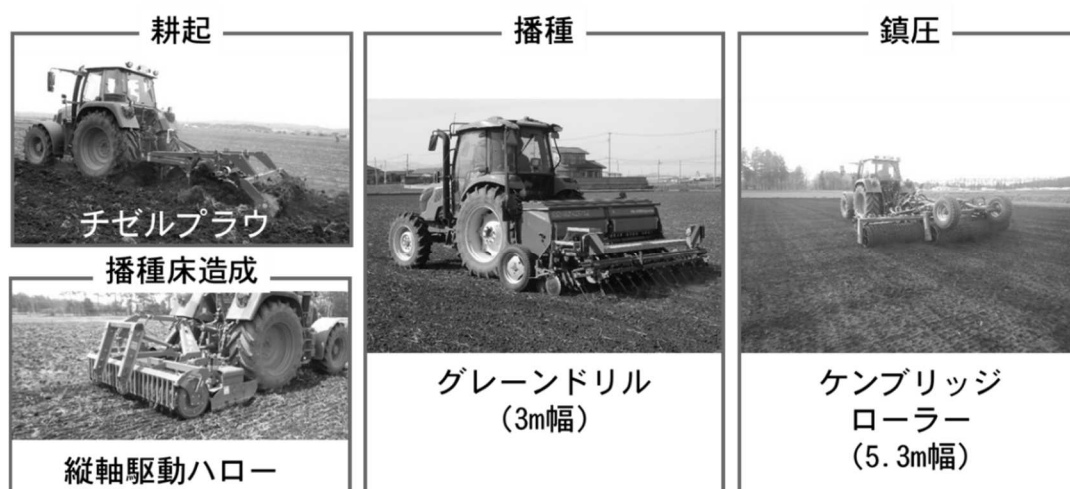 耕起
チゼルプラウ
播種床造成
縦軸駆動ハロー
播種
グレーンドリル
(3m幅)
鎮圧
ケンブリッジ
ローラー
(5.3m幅)